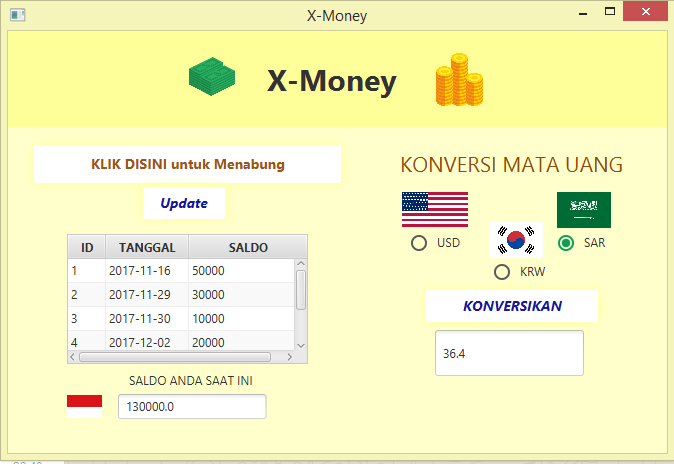 X-Money
X-Money
KLIK DISINI untuk Menabung
Update
ID TANGGAL SALDO
1 2017-11-16 50000
2 2017-11-29 30000
3 2017-11-30 10000
4 2017-12-02 20000
SALDO ANDA SAAT INI
130000.0
KONVERSI MATA UANG
USD
SAR
KRW
KONVERSIKAN
36.4